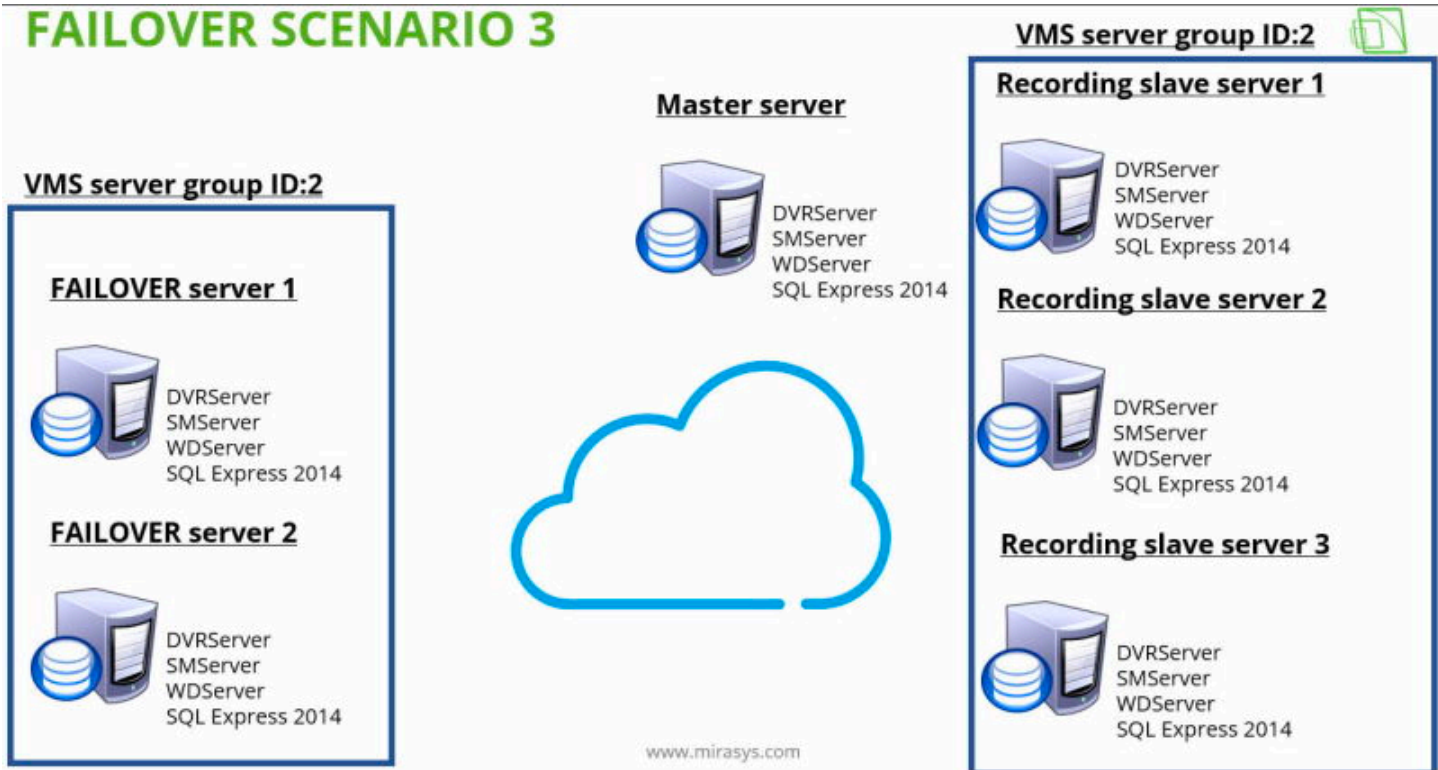 FAILOVER SCENARIO 3
VMS server group ID:2
FAILOVER server 1
DVRServer
SMServer
WDServer
SQL Express 2014
FAILOVER server 2
DVRServer
SMServer
WDServer
SQL Express 2014
Master server
DVRServer
SMServer
WDServer
SQL Express 2014
www.mirasys.com
VMS server group ID:2
Recording slave server 1
DVRServer
SMServer
WDServer
SQL Express 2014
Recording slave server 2
DVRServer
SMServer
WDServer
SQL Express 2014
Recording slave server 3
DVRServer
SMServer
WDServer
SQL Express 2014